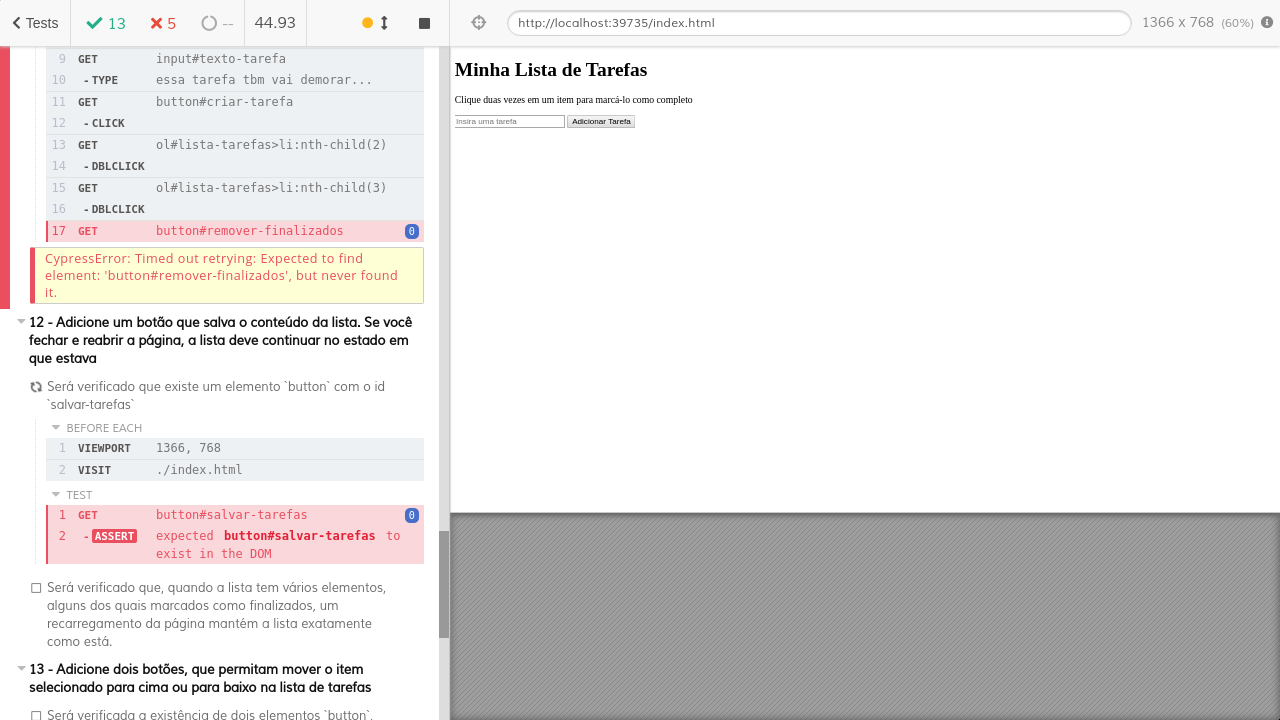 Tests
13
5
--
44.93
http://localhost:39735/index.html
1366 x 768 (60%)
9 GET input#texto-tarefa
10 - TYPE essa tarefa tbm vai demorar...
11 GET button#criar-tarefa
12 - CLICK
13 GET ol#lista-tarefas>li:nth-child(2)
14 - DBLCLICK
15 GET ol#lista-tarefas>li:nth-child(3)
16 - DBLCLICK
17 GET button#remover-finalizados 0
CypressError: Timed out retrying: Expected to find
element: 'button#remover-finalizados', but never found
it.
12 - Adicione um botão que salva o conteúdo da lista. Se você
fechar e reabrir a página, a lista deve continuar no estado em
que estava
Será verificado que existe um elemento `button` com o id
`salvar-tarefas`
BEFORE EACH
1 VIEWPORT 1366, 768
2 VISIT ./index.html
TEST
1 GET button#salvar-tarefas 0
2 - ASSERT expected button#salvar-tarefas to
exist in the DOM
Será verificado que, quando a lista tem vários elementos,
alguns dos quais marcados como finalizados, um
recarregamento da página mantém a lista exatamente
como está.
13 - Adicione dois botões, que permitam mover o item
selecionado para cima ou para baixo na lista de tarefas
Será verificada a existência de dois elementos `button`,
Minha Lista de Tarefas
Clique duas vezes em um item para marcá-lo como completo
Insira uma tarefa
Adicionar Tarefa